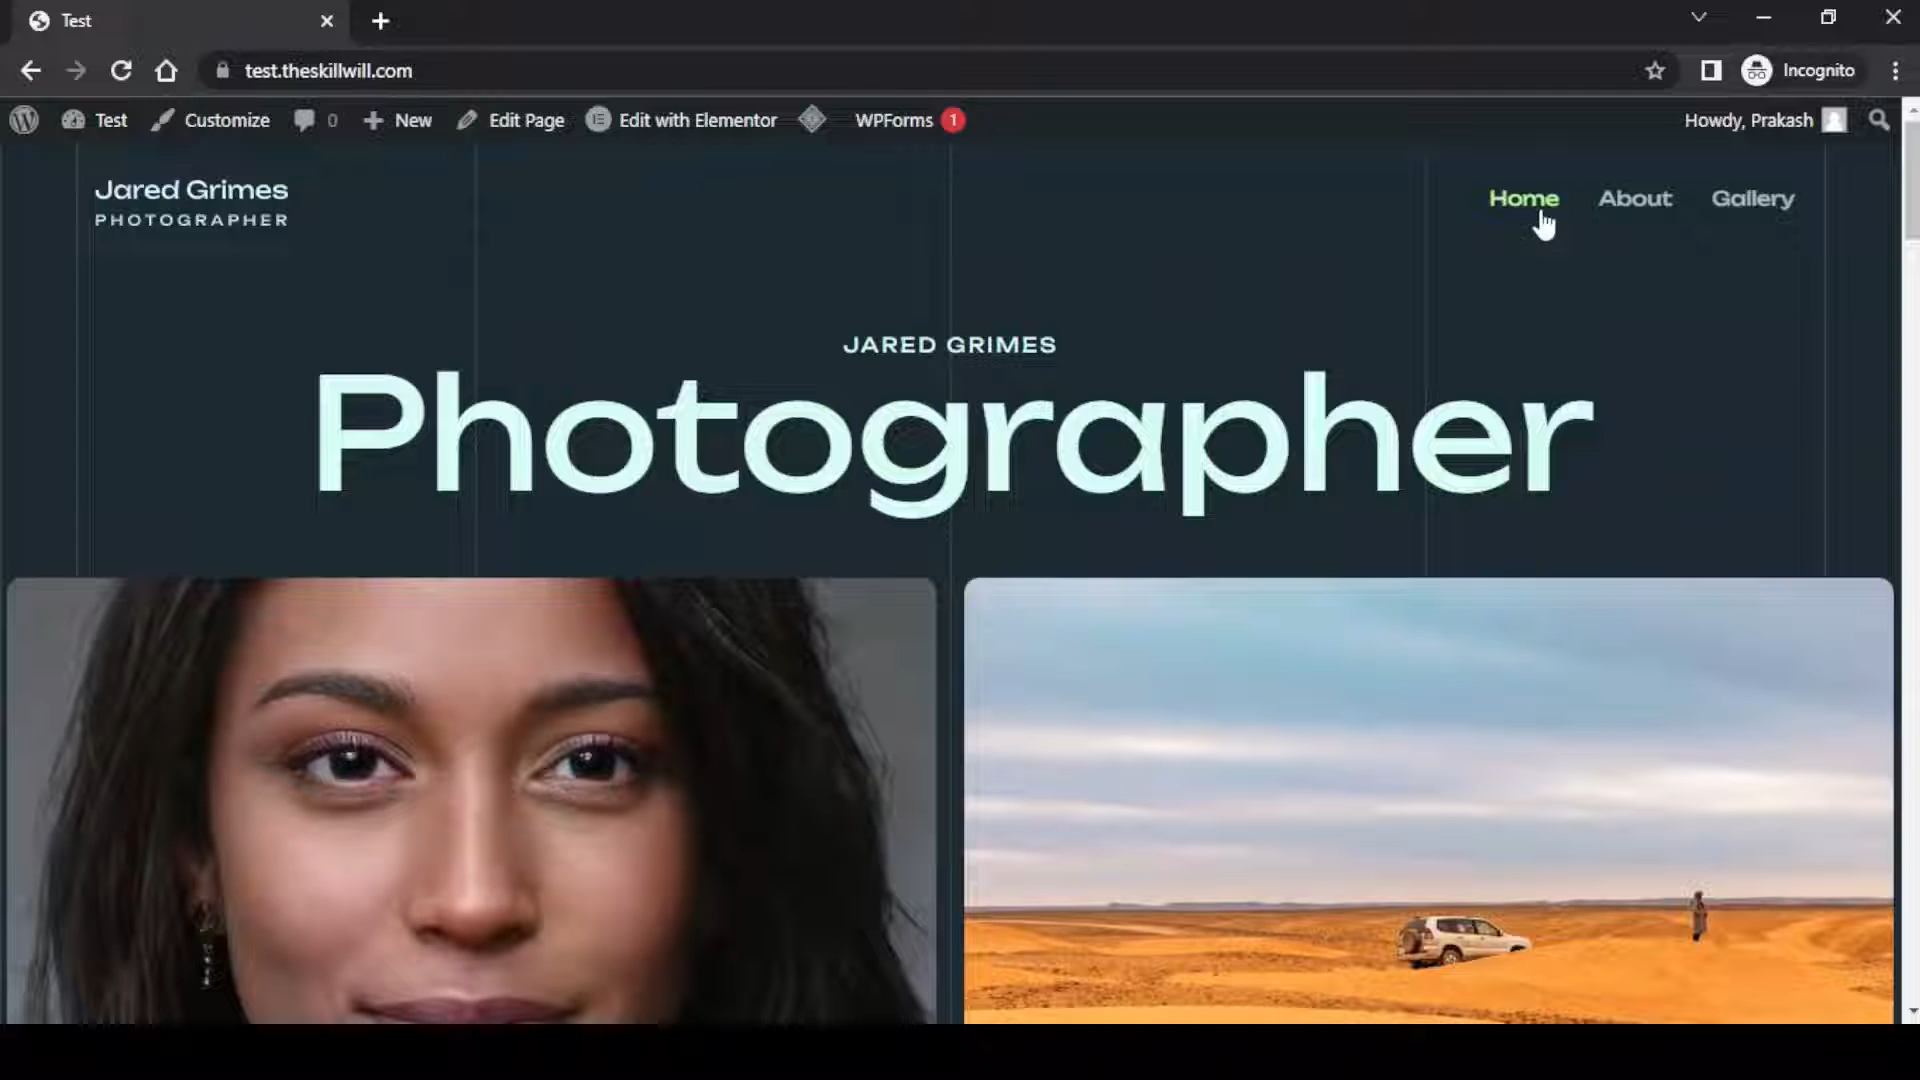 Test
test.theskillwill.com
Incognito
Test Customize 0 New Edit Page Edit with Elementor WPForms 1 Howdy, Prakash
Jared Grimes
PHOTOGRAPHER
Home About Gallery
JARED GRIMES
Photographer